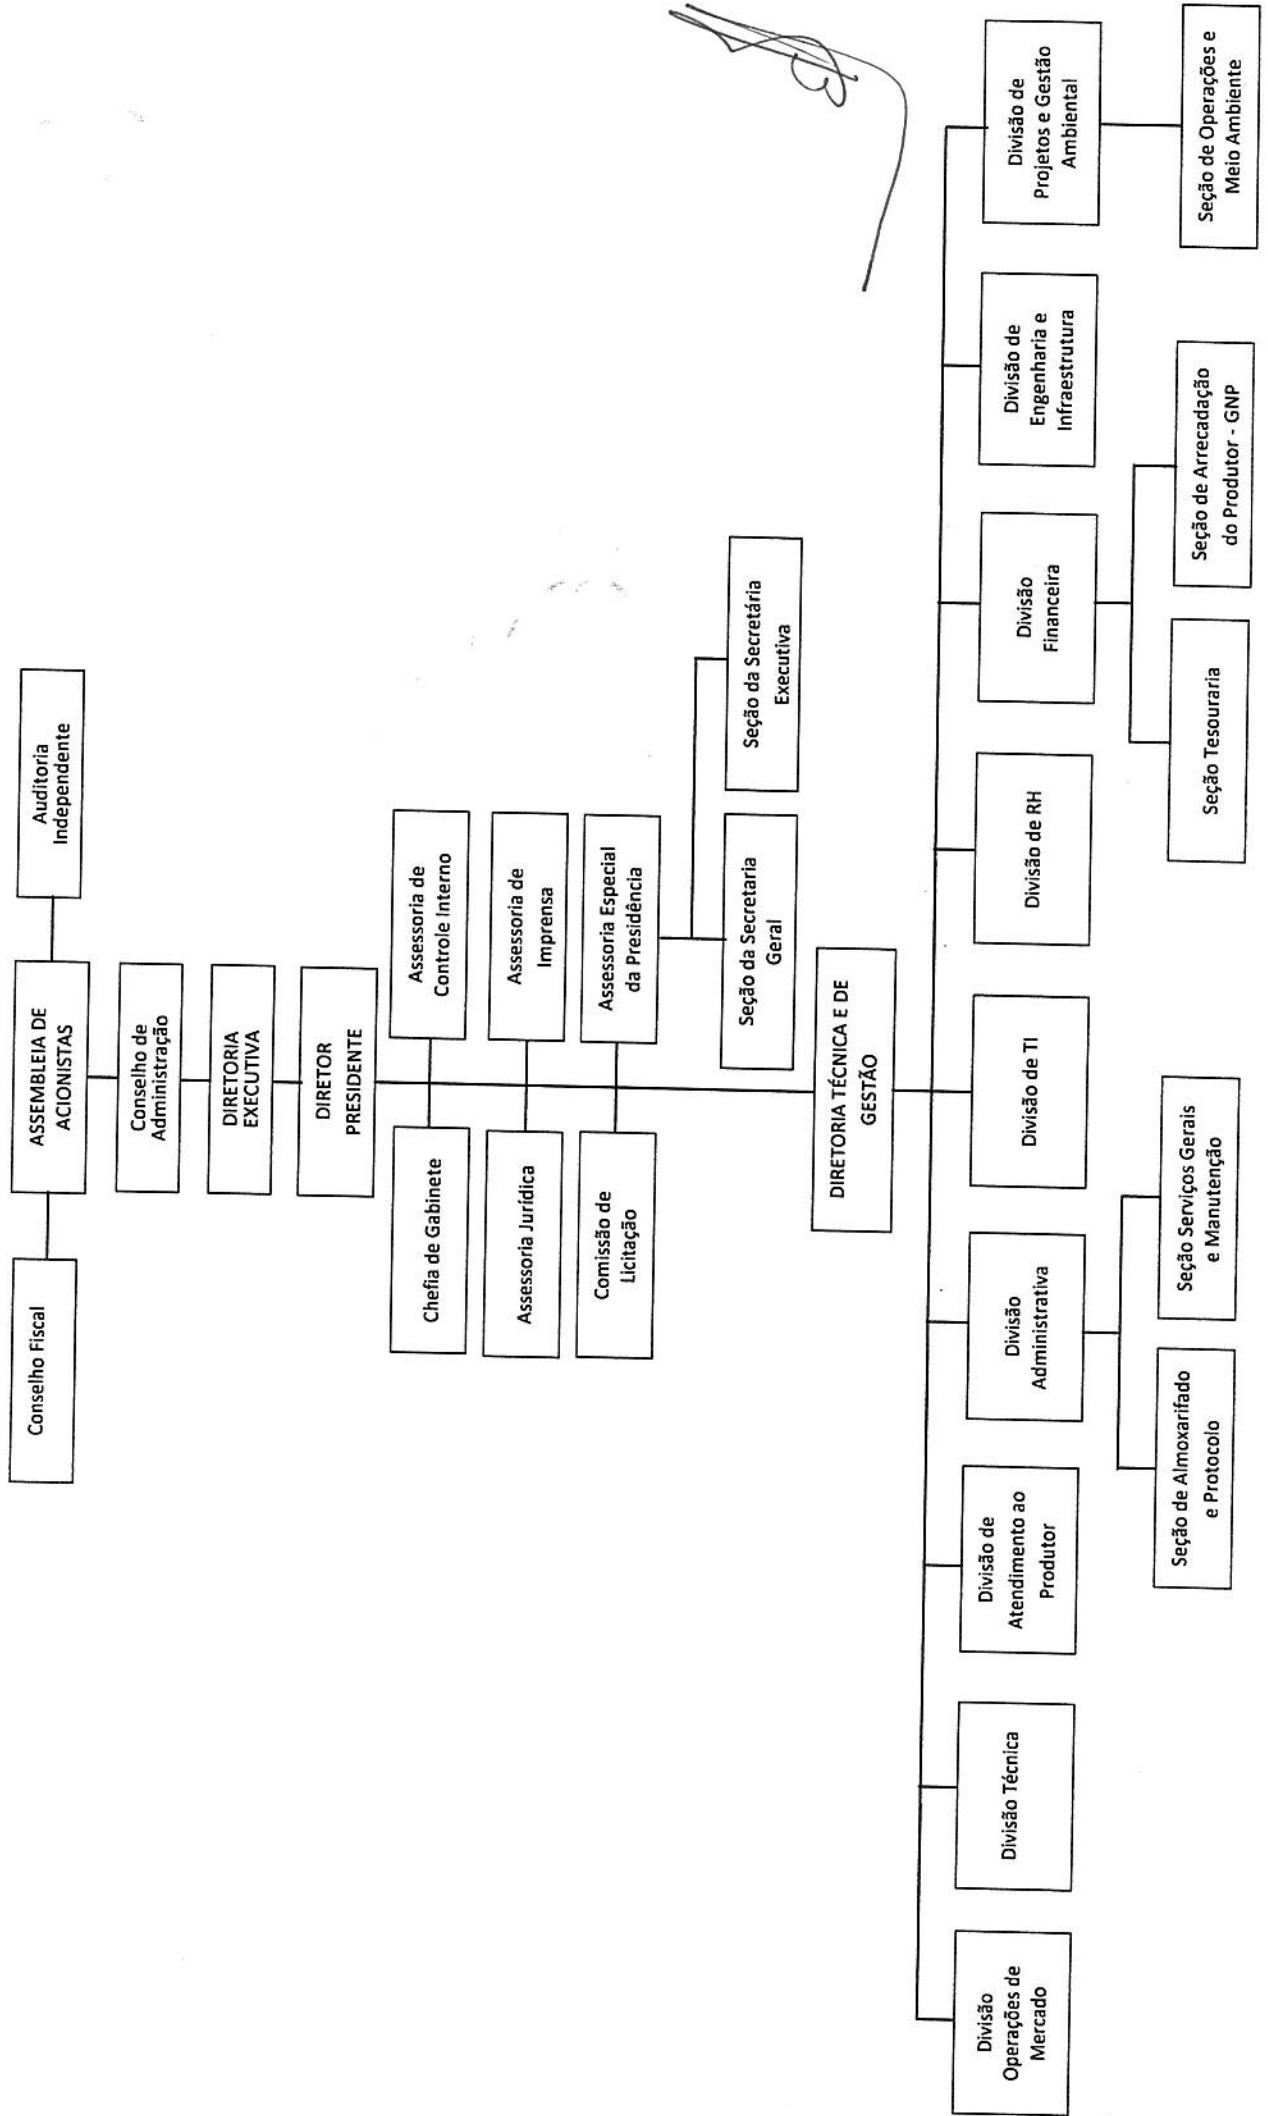 Conselho Fiscal
ASSEMBLEIA DE
ACIONISTAS
Auditoria
Independente
Conselho de
Administração
DIRETORIA
EXECUTIVA
DIRETOR
PRESIDENTE
Chefia de Gabinete
Assessoria de
Controle Interno
Assessoria Jurídica
Assessoria de
Imprensa
Comissão de
Licitação
Assessoria Especial
da Presidência
Seção da Secretaria
Geral
Seção da Secretária
Executiva
DIRETORIA TÉCNICA E DE
GESTÃO
Divisão
Operações de
Mercado
Divisão Técnica
Divisão de
Atendimento ao
Produtor
Divisão
Administrativa
Divisão de TI
Divisão de RH
Divisão
Financeira
Divisão de
Engenharia e
Infraestrutura
Divisão de
Projetos e Gestão
Ambiental
Seção de Almoxarifado
e Protocolo
Seção Serviços Gerais
e Manutenção
Seção Tesouraria
Seção de Arrecadação
do Produtor - GNP
Seção de Operações e
Meio Ambiente